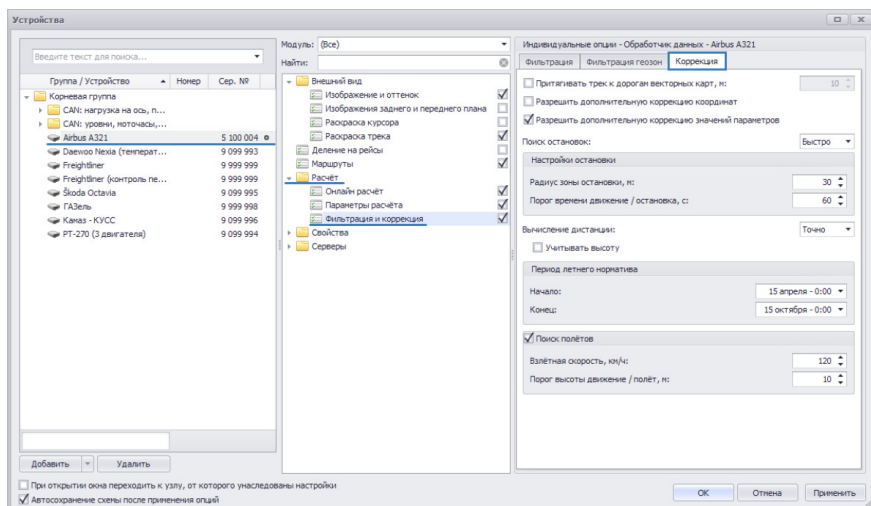 Устройства
Введите текст для поиска...
Группа / Устройство Номер Сер. №
Корневая группа
CAN: нагрузка на ось, п...
CAN: уровни, моточасы,...
Airbus A321 5 100 004
Daewoo Nexia (температ... 9 099 993
Freightliner 9 999 999
Freightliner (контроль пе... 9 999 999
Škoda Octavia 9 099 995
ГАЗель 9 999 998
Камаз - КУСС 9 099 996
РТ-270 (3 двигателя) 9 099 994
Добавить Удалить
Модуль: (Все)
Найти:
Внешний вид
Изображение и оттенок
Изображения заднего и переднего плана
Раскраска курсора
Раскраска трека
Деление на рейсы
Маршруты
Расчёт
Онлайн расчёт
Параметры расчёта
Фильтрация и коррекция
Свойства
Серверы
Индивидуальные опции - Обработчик данных - Airbus A321
Фильтрация Фильтрация геозон Коррекция
Притягивать трек к дорогам векторных карт, м: 10
Разрешить дополнительную коррекцию координат
Разрешить дополнительную коррекцию значений параметров
Поиск остановок: Быстро
Настройки остановки
Радиус зоны остановки, м: 30
Порог времени движение / остановка, с: 60
Вычисление дистанции: Точно
Учитывать высоту
Период летнего норматива
Начало: 15 апреля - 0:00
Конец: 15 октября - 0:00
Поиск полётов
Взлётная скорость, км/ч: 120
Порог высоты движение / полёт, м: 10
При открытии окна переходить к узлу, от которого унаследованы настройки
Автосохранение схемы после применения опций
ОК Отмена Применить